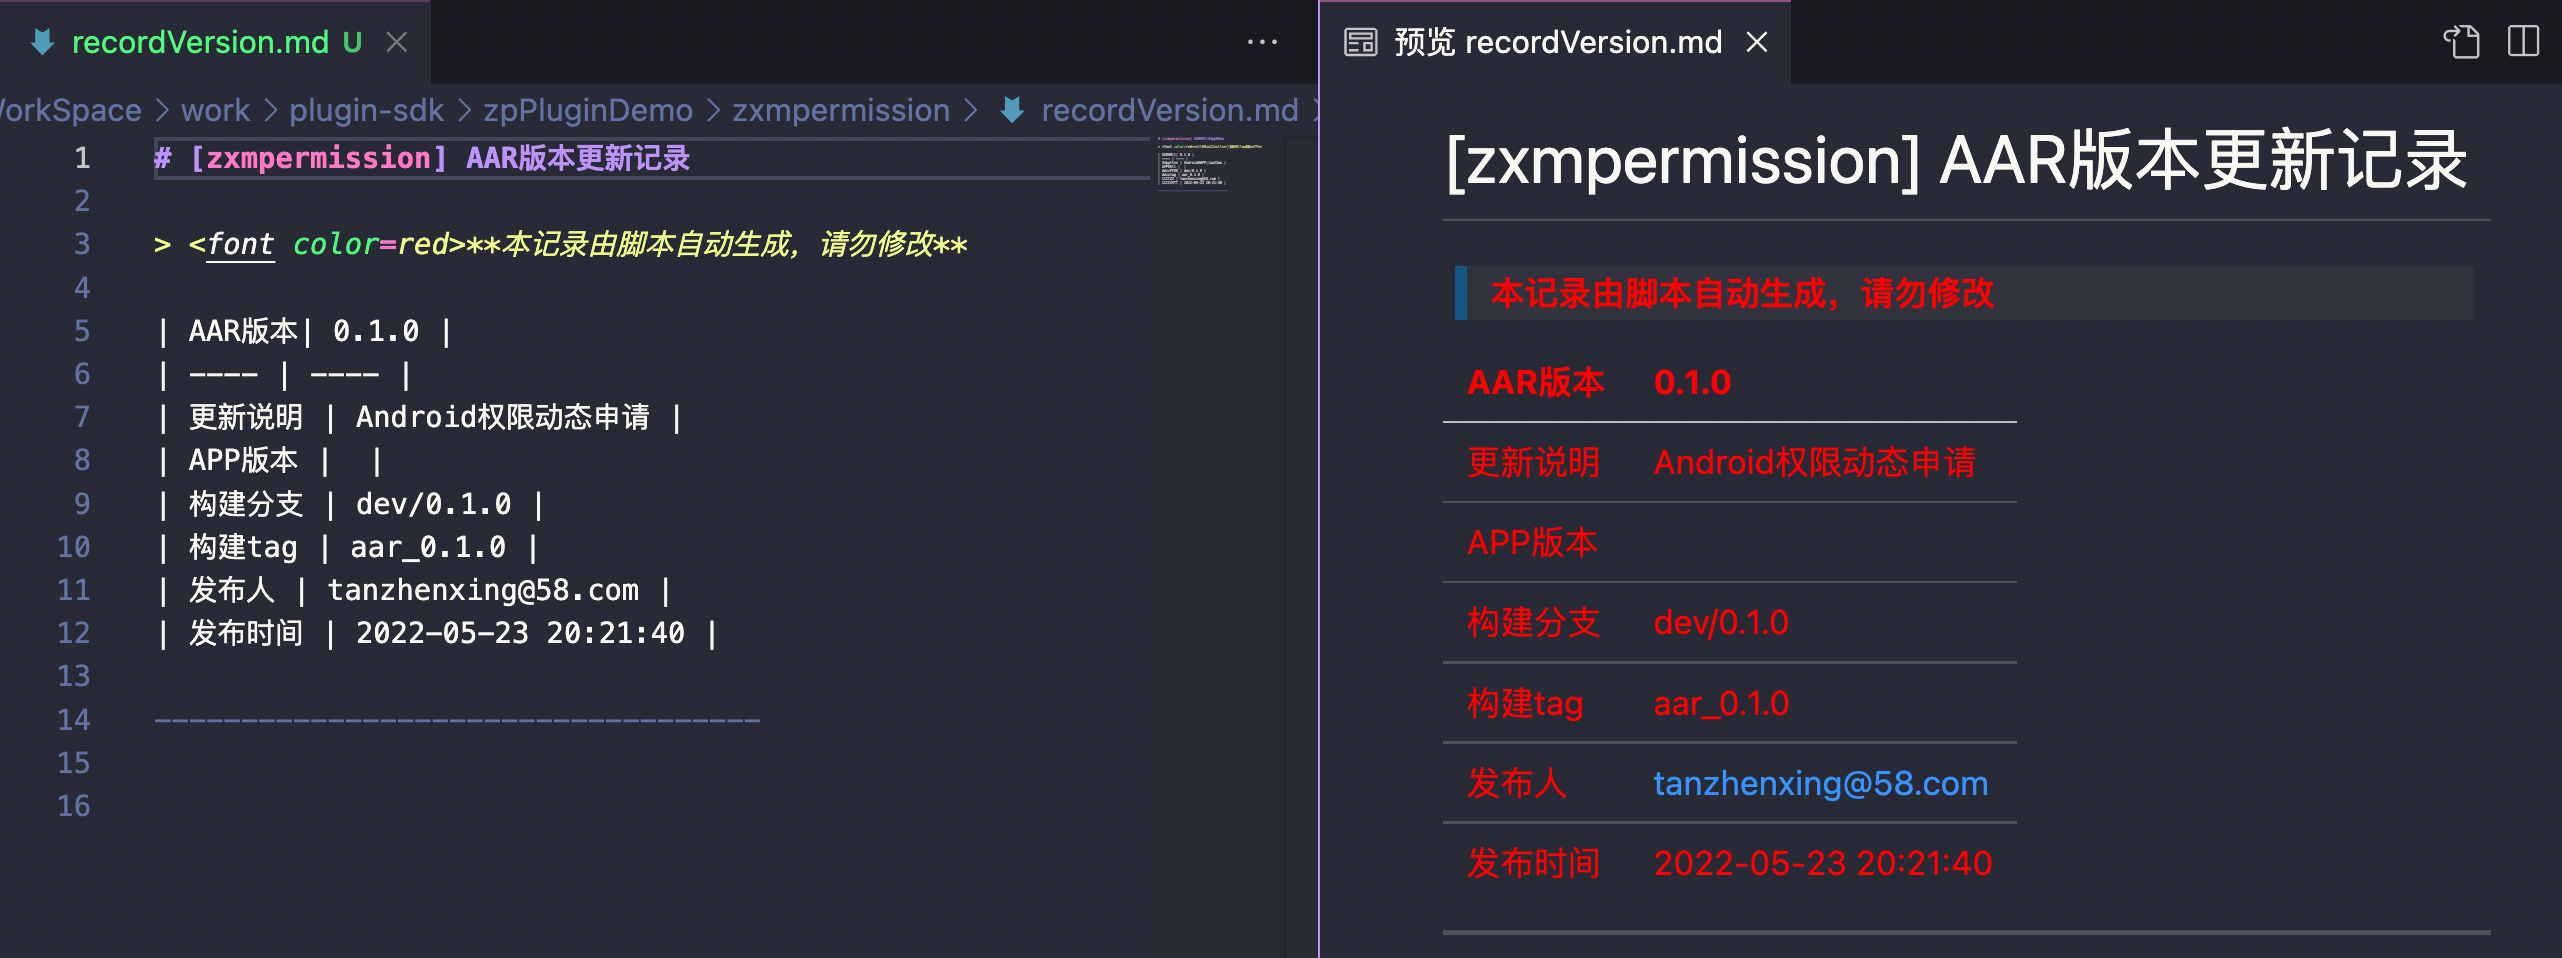 recordVersion.md U
orkSpace > work > plugin-sdk > zpPluginDemo > zxmpermission > recordVersion.md
1 # [zxmpermission] AAR版本更新记录
2
3 > <font color=red>**本记录由脚本自动生成，请勿修改**
4
5 | AAR版本| 0.1.0 |
6 | ---- | ---- |
7 | 更新说明 | Android权限动态申请 |
8 | APP版本 |  |
9 | 构建分支 | dev/0.1.0 |
10 | 构建tag | aar_0.1.0 |
11 | 发布人 | tanzhenxing@58.com |
12 | 发布时间 | 2022-05-23 20:21:40 |
13
14 -----------------------------------
15
16
预览 recordVersion.md
[zxmpermission] AAR版本更新记录
本记录由脚本自动生成，请勿修改
AAR版本 0.1.0
更新说明 Android权限动态申请
APP版本
构建分支 dev/0.1.0
构建tag aar_0.1.0
发布人 tanzhenxing@58.com
发布时间 2022-05-23 20:21:40